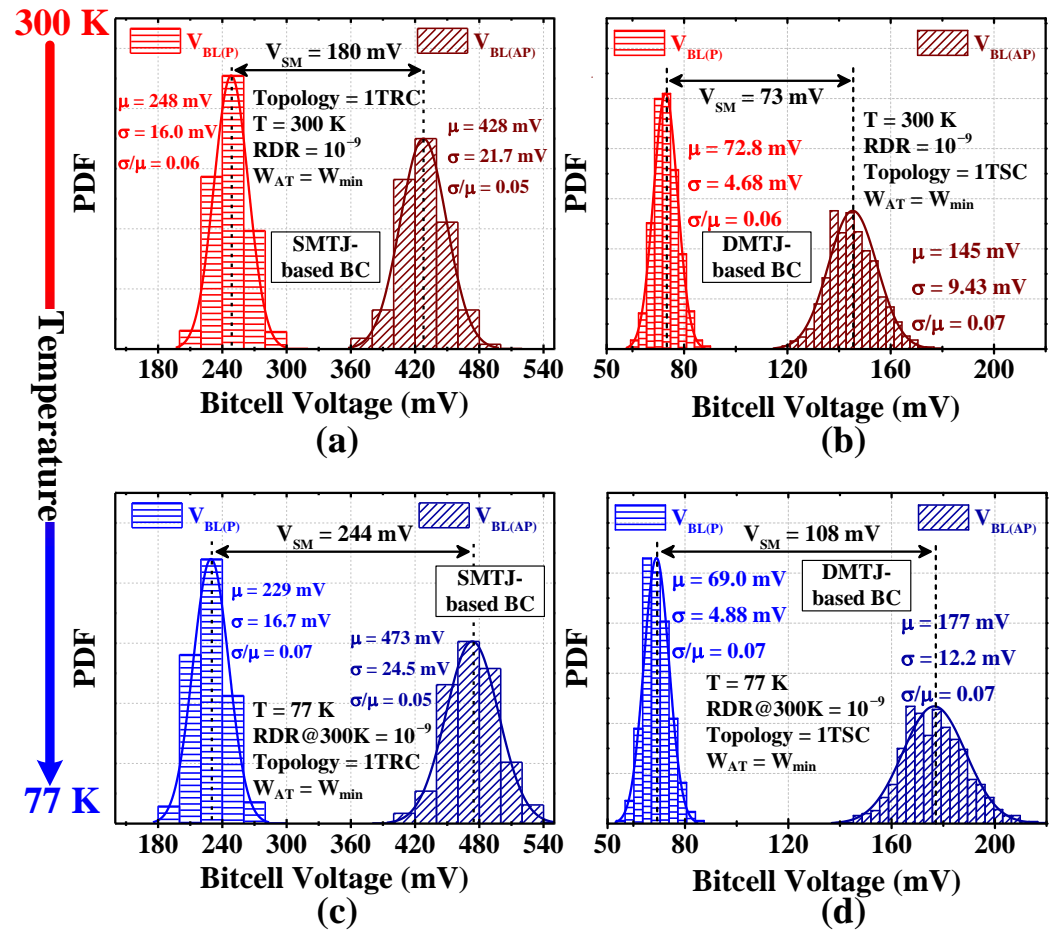 300 K
Temperature
77 K
V_BL(P)
V_BL(AP)
V_SM = 180 mV
μ = 248 mV
σ = 16.0 mV
σ/μ = 0.06
Topology = 1TRC
T = 300 K
RDR = 10⁻⁹
W_AT = W_min
μ = 428 mV
σ = 21.7 mV
σ/μ = 0.05
SMTJ-
based BC
PDF
180 240 300 360 420 480 540
Bitcell Voltage (mV)
(a)
V_BL(P)
V_BL(AP)
V_SM = 73 mV
μ = 72.8 mV
σ = 4.68 mV
σ/μ = 0.06
T = 300 K
RDR = 10⁻⁹
Topology = 1TSC
W_AT = W_min
DMTJ-
based BC
μ = 145 mV
σ = 9.43 mV
σ/μ = 0.07
PDF
50 80 120 160 200
Bitcell Voltage (mV)
(b)
V_BL(P)
V_BL(AP)
V_SM = 244 mV
SMTJ-
based BC
μ = 229 mV
σ = 16.7 mV
σ/μ = 0.07
μ = 473 mV
σ = 24.5 mV
σ/μ = 0.05
T = 77 K
RDR@300K = 10⁻⁹
Topology = 1TRC
W_AT = W_min
PDF
180 240 300 360 420 480 540
Bitcell Voltage (mV)
(c)
V_BL(P)
V_BL(AP)
V_SM = 108 mV
μ = 69.0 mV
σ = 4.88 mV
σ/μ = 0.07
DMTJ-
based BC
μ = 177 mV
σ = 12.2 mV
σ/μ = 0.07
T = 77 K
RDR@300K = 10⁻⁹
Topology = 1TSC
W_AT = W_min
PDF
50 80 120 160 200
Bitcell Voltage (mV)
(d)